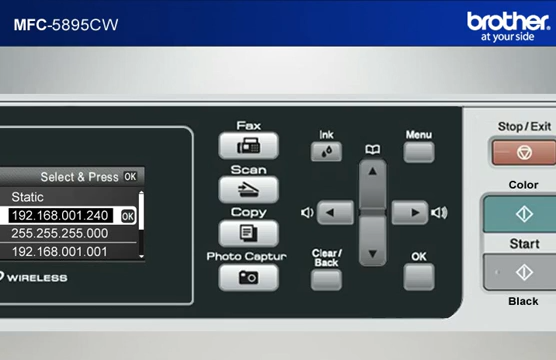 MFC-5895CW
brother
at your side
Fax
Scan
Copy
Photo Captur
Select & Press OK
Static
192.168.001.240 OK
255.255.255.000
192.168.001.001
WIRELESS
Ink
Menu
Clear/
Back
OK
Stop/Exit
Color
Start
Black